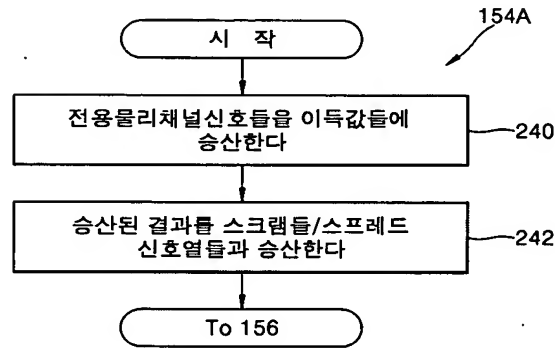 154A
시 작
전용물리채널신호들을 이득값들에
승산한다
240
승산된 결과를 스크램들/스프레드
신호열들과 승산한다
242
To 156